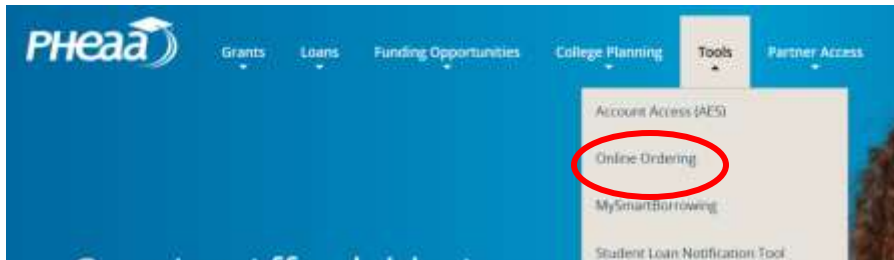 PHeaa
Grants Loans Funding Opportunities College Planning Tools Partner Access
Account Access (AES)
Online Ordering
MySmartBorrowing
Student Loan Notification Tool